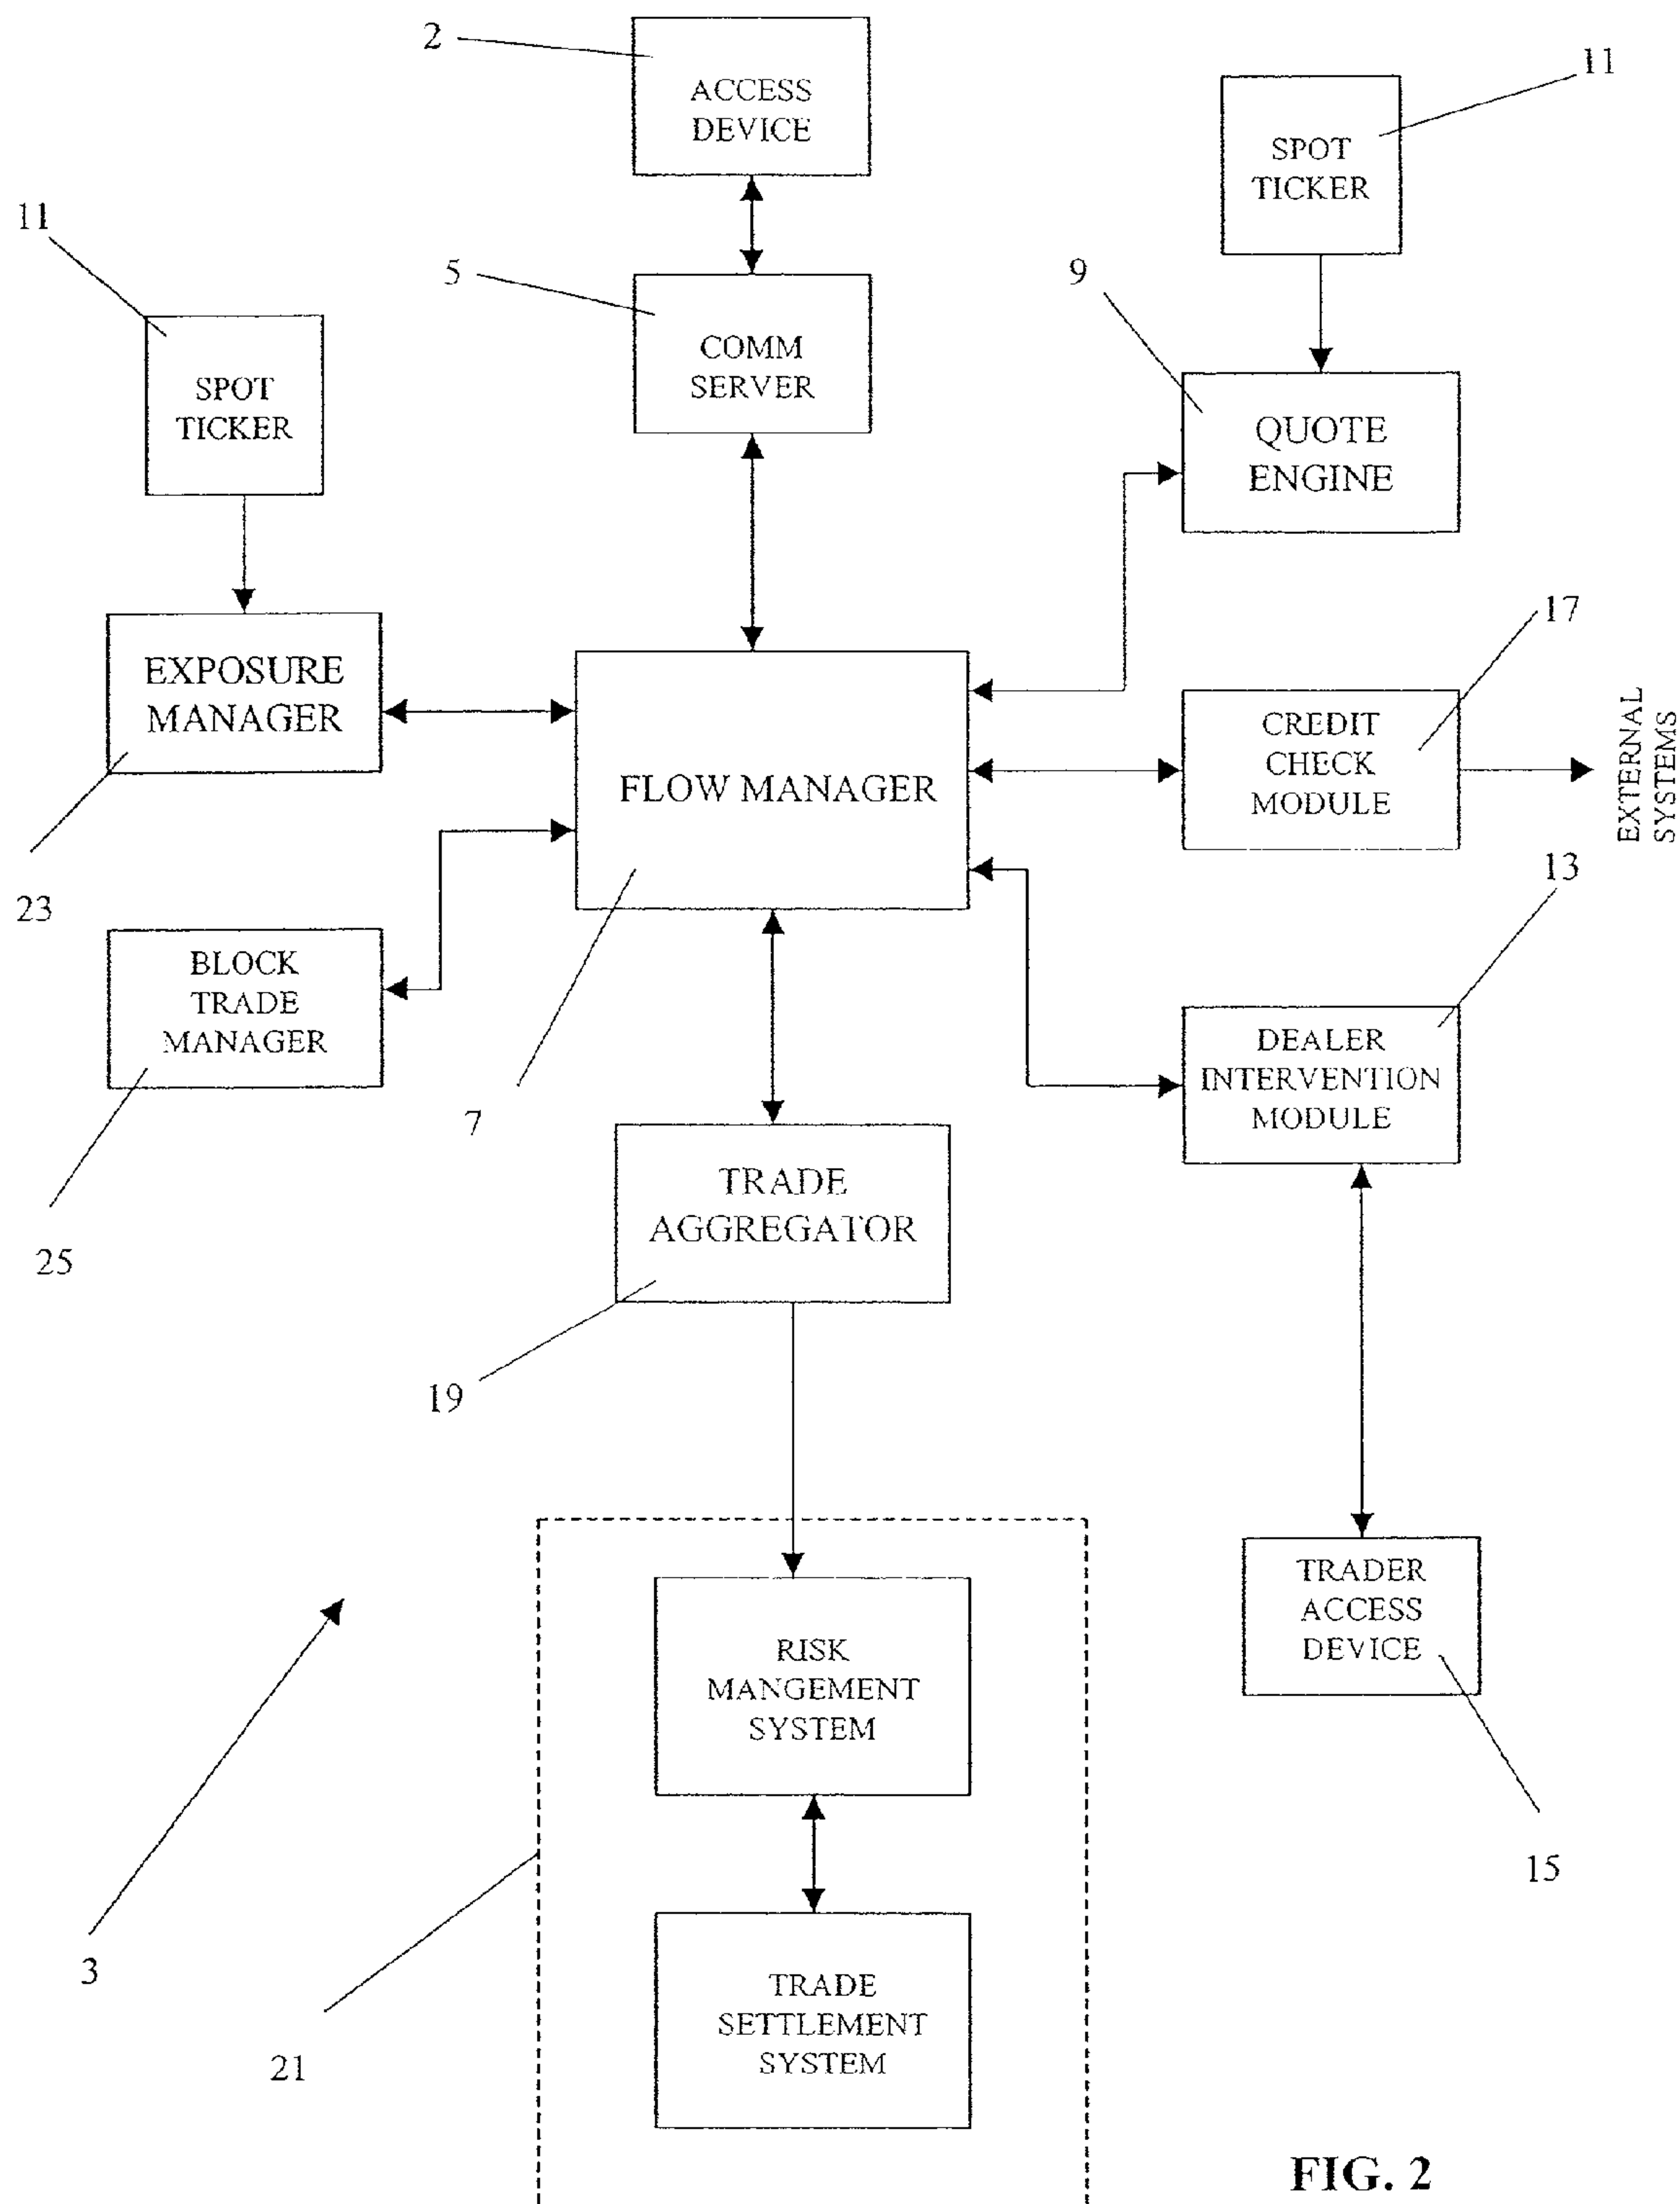 2
ACCESS
DEVICE
11
SPOT
TICKER
11
5
COMM
SERVER
9
SPOT
TICKER
QUOTE
ENGINE
17
EXPOSURE
MANAGER
FLOW MANAGER
CREDIT
CHECK
MODULE
EXTERNAL
SYSTEMS
23
13
BLOCK
TRADE
MANAGER
DEALER
INTERVENTION
MODULE
7
TRADE
AGGREGATOR
25
19
TRADER
ACCESS
DEVICE
RISK
MANGEMENT
SYSTEM
15
3
TRADE
SETTLEMENT
SYSTEM
21
FIG. 2